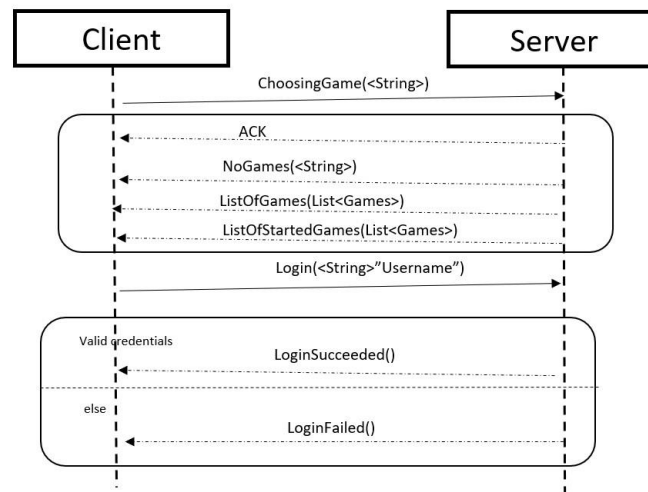 Client
Server
ChoosingGame(<String>)
ACK
NoGames(<String>)
ListOfGames(List<Games>)
ListOfStartedGames(List<Games>)
Login(<String>”Username”)
Valid credentials
LoginSucceeded()
else
LoginFailed()